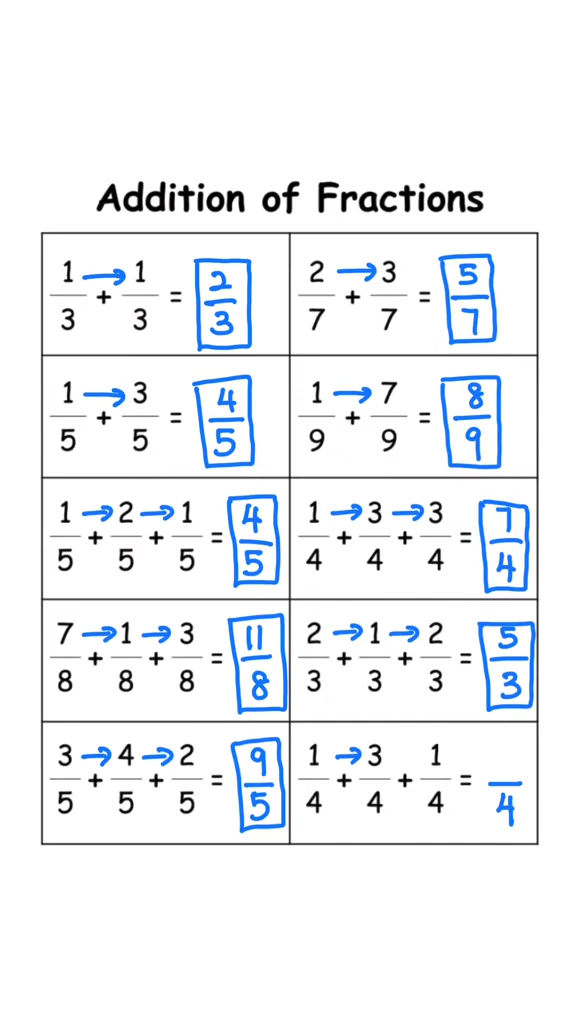 Addition of Fractions
1/3 → + 1/3 = 2/3
2/7 → + 3/7 = 5/7
1/5 → + 3/5 = 4/5
1/9 → + 7/9 = 8/9
1/5 → + 2/5 → + 1/5 = 4/5
1/4 → + 3/4 → + 3/4 = 7/4
7/8 → + 1/8 → + 3/8 = 11/8
2/3 → + 1/3 → + 2/3 = 5/3
3/5 → + 4/5 → + 2/5 = 9/5
1/4 → + 3/4 + 1/4 = /4